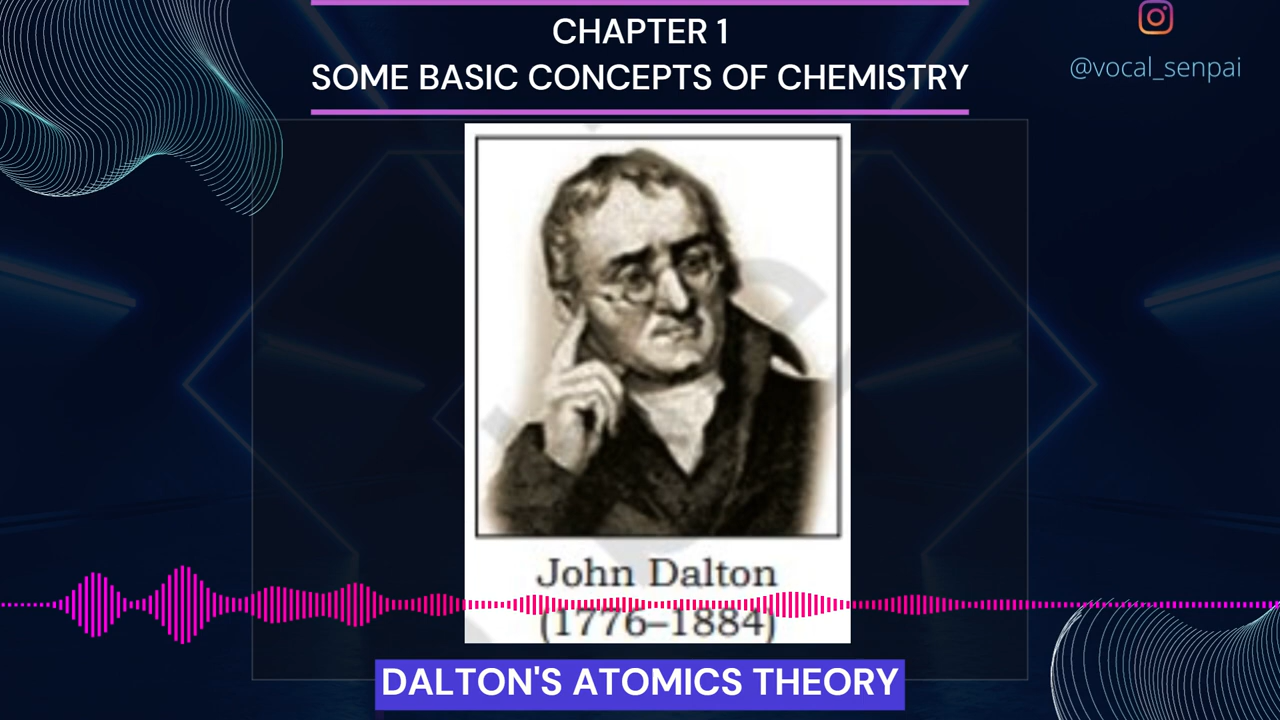 CHAPTER 1
SOME BASIC CONCEPTS OF CHEMISTRY
@vocal_senpai
John Dalton
(1776–1884)
DALTON'S ATOMICS THEORY